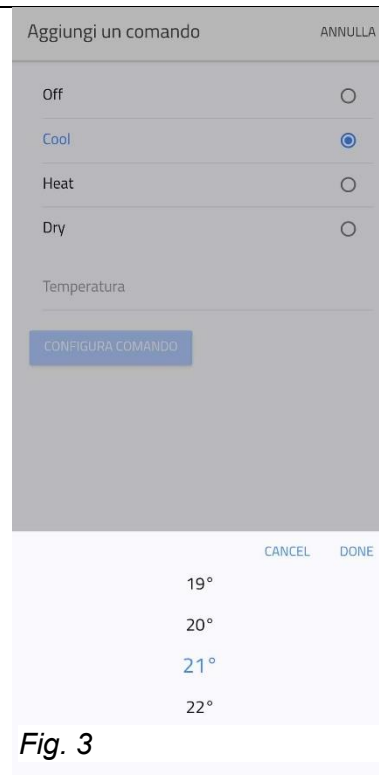 Aggiungi un comando ANNULLA
Off
Cool
Heat
Dry
Temperatura
CONFIGURA COMANDO
CANCEL DONE
19°
20°
21°
22°
Fig. 3